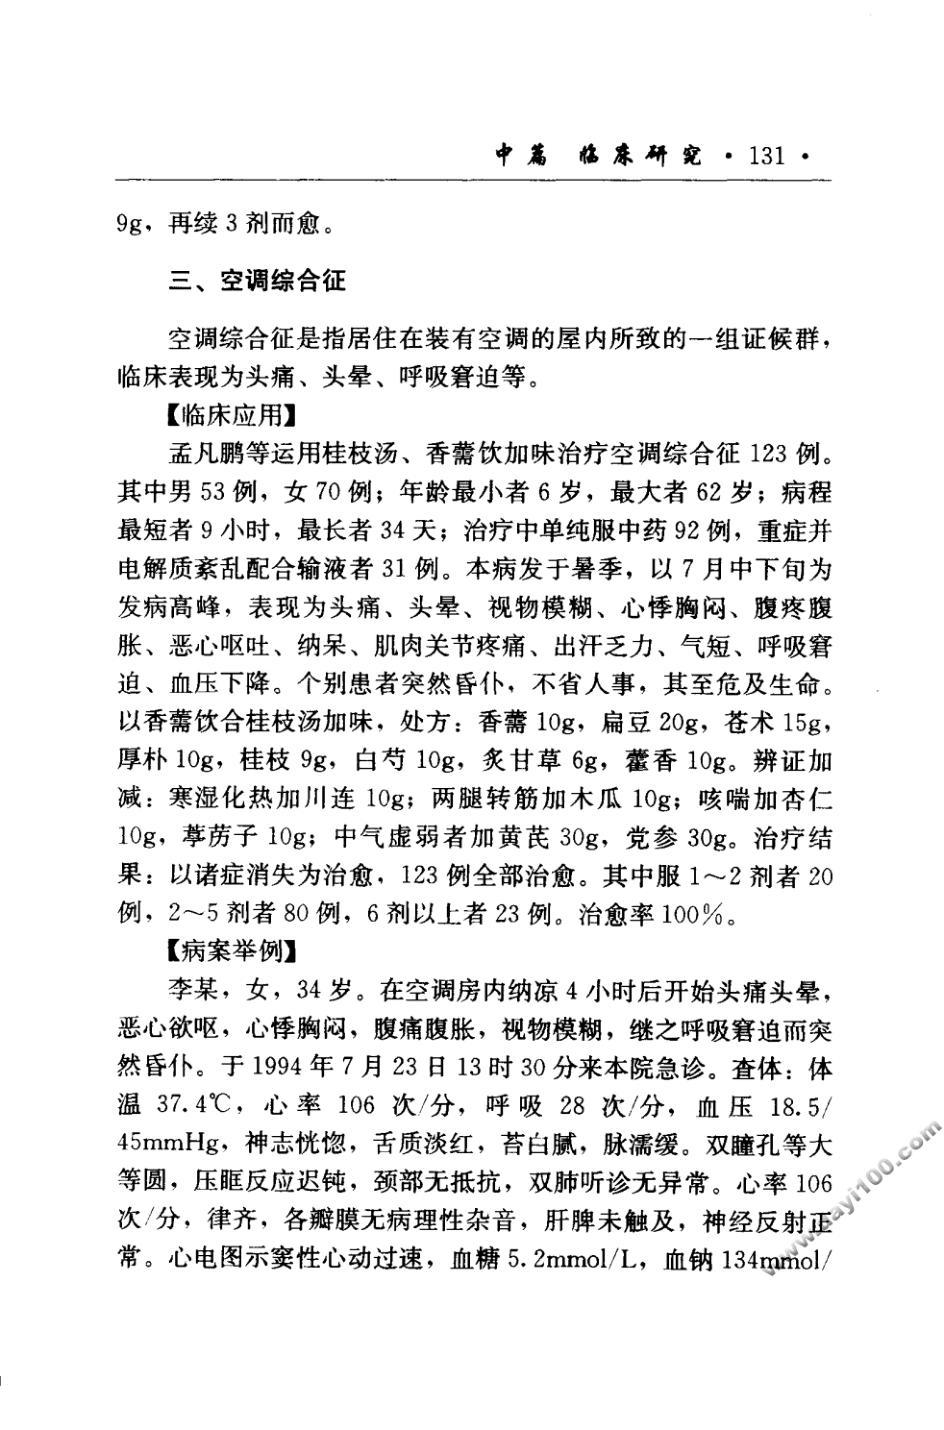 中篇 临床研究·131·
9g，再续 3 剂而愈。
三、空调综合征
空调综合征是指居住在装有空调的屋内所致的一组证候群，
临床表现为头痛、头晕、呼吸窘迫等。
【临床应用】
孟凡鹏等运用桂枝汤、香薷饮加味治疗空调综合征 123 例。
其中男 53 例，女 70 例；年龄最小者 6 岁，最大者 62 岁；病程
最短者 9 小时，最长者 34 天；治疗中单纯服中药 92 例，重症并
电解质紊乱配合输液者 31 例。本病发于暑季，以 7 月中下旬为
发病高峰，表现为头痛、头晕、视物模糊、心悸胸闷、腹疼腹
胀、恶心呕吐、纳呆、肌肉关节疼痛、出汗乏力、气短、呼吸窘
迫、血压下降。个别患者突然昏仆，不省人事，其至危及生命。
以香薷饮合桂枝汤加味，处方：香薷 10g，扁豆 20g，苍术 15g，
厚朴 10g，桂枝 9g，白芍 10g，炙甘草 6g，藿香 10g。辨证加
减：寒湿化热加川连 10g；两腿转筋加木瓜 10g；咳喘加杏仁
10g，葶苈子 10g；中气虚弱者加黄芪 30g，党参 30g。治疗结
果：以诸症消失为治愈，123 例全部治愈。其中服 1～2 剂者 20
例，2～5 剂者 80 例，6 剂以上者 23 例。治愈率 100％。
【病案举例】
李某，女，34 岁。在空调房内纳凉 4 小时后开始头痛头晕，
恶心欲呕，心悸胸闷，腹痛腹胀，视物模糊，继之呼吸窘迫而突
然昏仆。于 1994 年 7 月 23 日 13 时 30 分来本院急诊。查体：体
温 37.4℃，心率 106 次/分，呼吸 28 次/分，血压 18.5/
45mmHg，神志恍惚，舌质淡红，苔白腻，脉濡缓。双瞳孔等大
等圆，压眶反应迟钝，颈部无抵抗，双肺听诊无异常。心率 106
次/分，律齐，各瓣膜无病理性杂音，肝脾未触及，神经反射正
常。心电图示窦性心动过速，血糖 5.2mmol/L，血钠 134mmol/